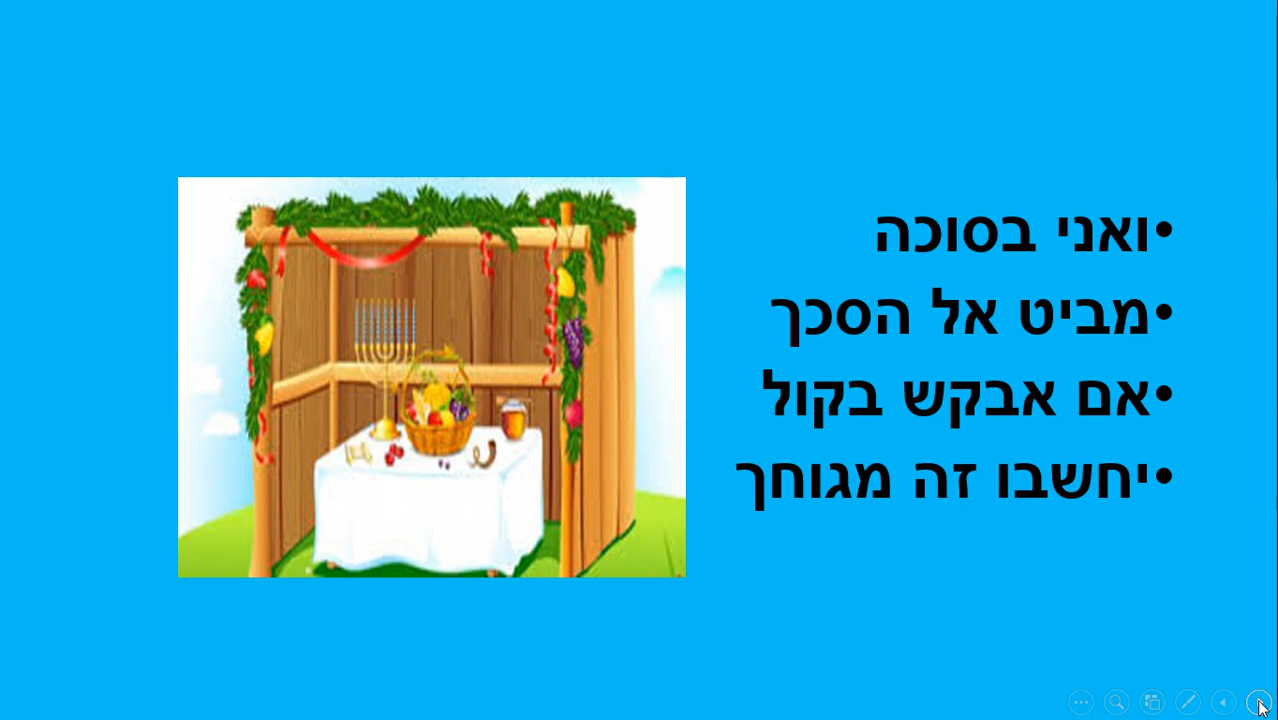 •ואני בסוכה
•מביט אל הסכך
•אם אבקש בקול
•יחשבו זה מגוחך